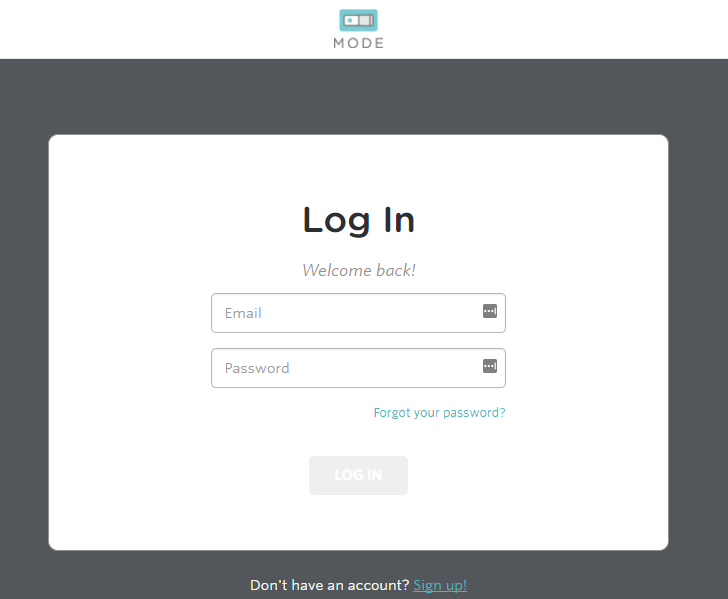 MODE
Log In
Welcome back!
Email
Password
Forgot your password?
LOG IN
Don't have an account? Sign up!